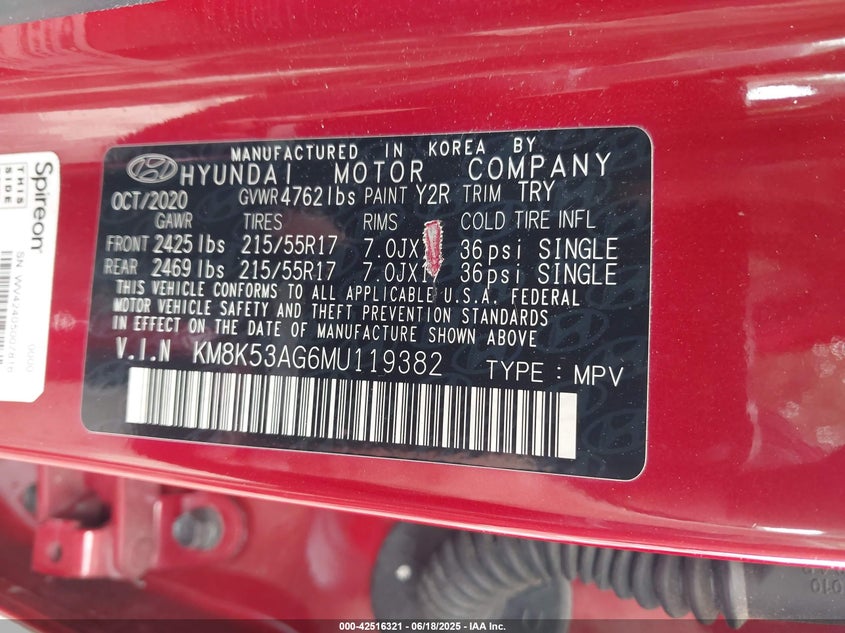 MANUFACTURED IN KOREA BY
HYUNDAI MOTOR COMPANY
OCT/2020 GVWR 4762 lbs PAINT Y2R TRIM TRY
GAWR TIRES RIMS COLD TIRE INFL
FRONT 2425 lbs 215/55R17 7.0JX 36 psi SINGLE
REAR 2469 lbs 215/55R17 7.0JX17 36 psi SINGLE
THIS VEHICLE CONFORMS TO ALL APPLICABLE U.S.A. FEDERAL
MOTOR VEHICLE SAFETY AND THEFT PREVENTION STANDARDS
IN EFFECT ON THE DATE OF MANUFACTURE SHOWN ABOVE
V.I.N KM8K53AG6MU119382 TYPE : MPV
THIS SIDE
Spireon
000-42516321 - 06/18/2025 - IAA Inc.